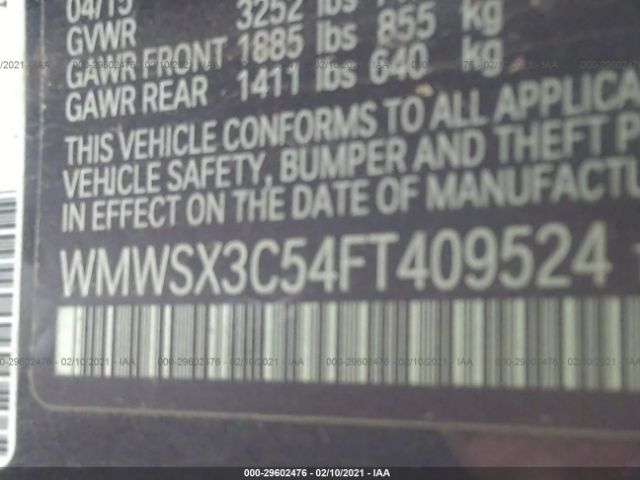 04/15
GVWR 3252 lbs
GAWR FRONT 1885 lbs 855 kg
GAWR REAR 1411 lbs 640 kg
THIS VEHICLE CONFORMS TO ALL APPLICA
VEHICLE SAFETY, BUMPER AND THEFT P
IN EFFECT ON THE DATE OF MANUFACTU
WMWSX3C54FT409524
000-29602476 - 02/10/2021 - IAA